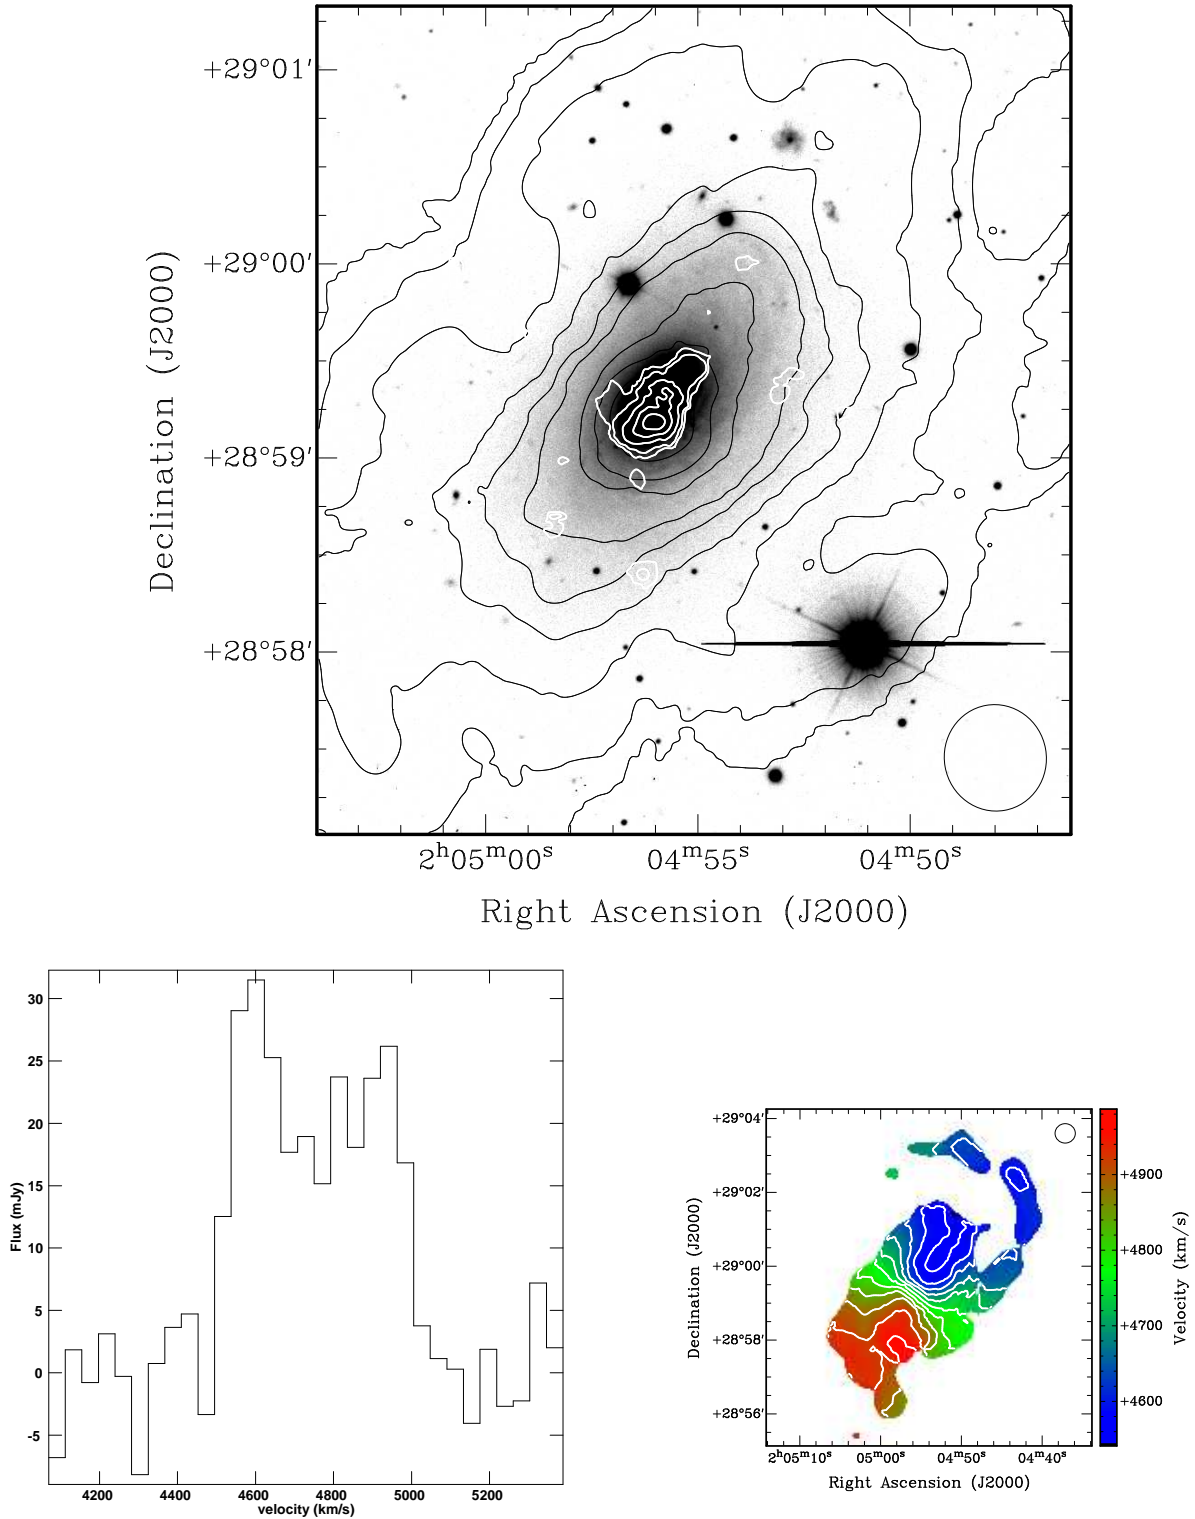 +29°01′
+29°00′
+28°59′
+28°58′
Declination (J2000)
2ʰ05ᵐ00ˢ 04ᵐ55ˢ 04ᵐ50ˢ
Right Ascension (J2000)
30
25
20
15
10
5
0
-5
Flux (mJy)
4200 4400 4600 4800 5000 5200
velocity (km/s)
+29°04′
+29°02′
+29°00′
+28°58′
+28°56′
Declination (J2000)
2ʰ05ᵐ10ˢ 05ᵐ00ˢ 04ᵐ50ˢ 04ᵐ40ˢ
Right Ascension (J2000)
+4900
+4800
+4700
+4600
Velocity (km/s)